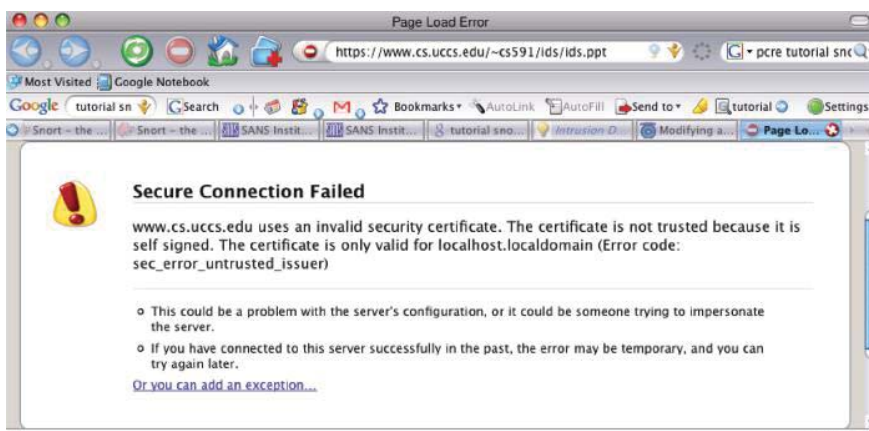 Page Load Error
https://www.cs.uccs.edu/~cs591/ids/ids.ppt
G pcre tutorial snc
Most Visited Google Notebook
Google tutorial sn Search Bookmarks AutoLink AutoFill Send to tutorial Settings
Snort - the ... Snort - the ... SANS Instit... SANS Instit... tutorial sno... Intrusion D... Modifying a... Page Lo...
Secure Connection Failed
www.cs.uccs.edu uses an invalid security certificate. The certificate is not trusted because it is
self signed. The certificate is only valid for localhost.localdomain (Error code:
sec_error_untrusted_issuer)
This could be a problem with the server's configuration, or it could be someone trying to impersonate
the server.
If you have connected to this server successfully in the past, the error may be temporary, and you can
try again later.
Or you can add an exception...